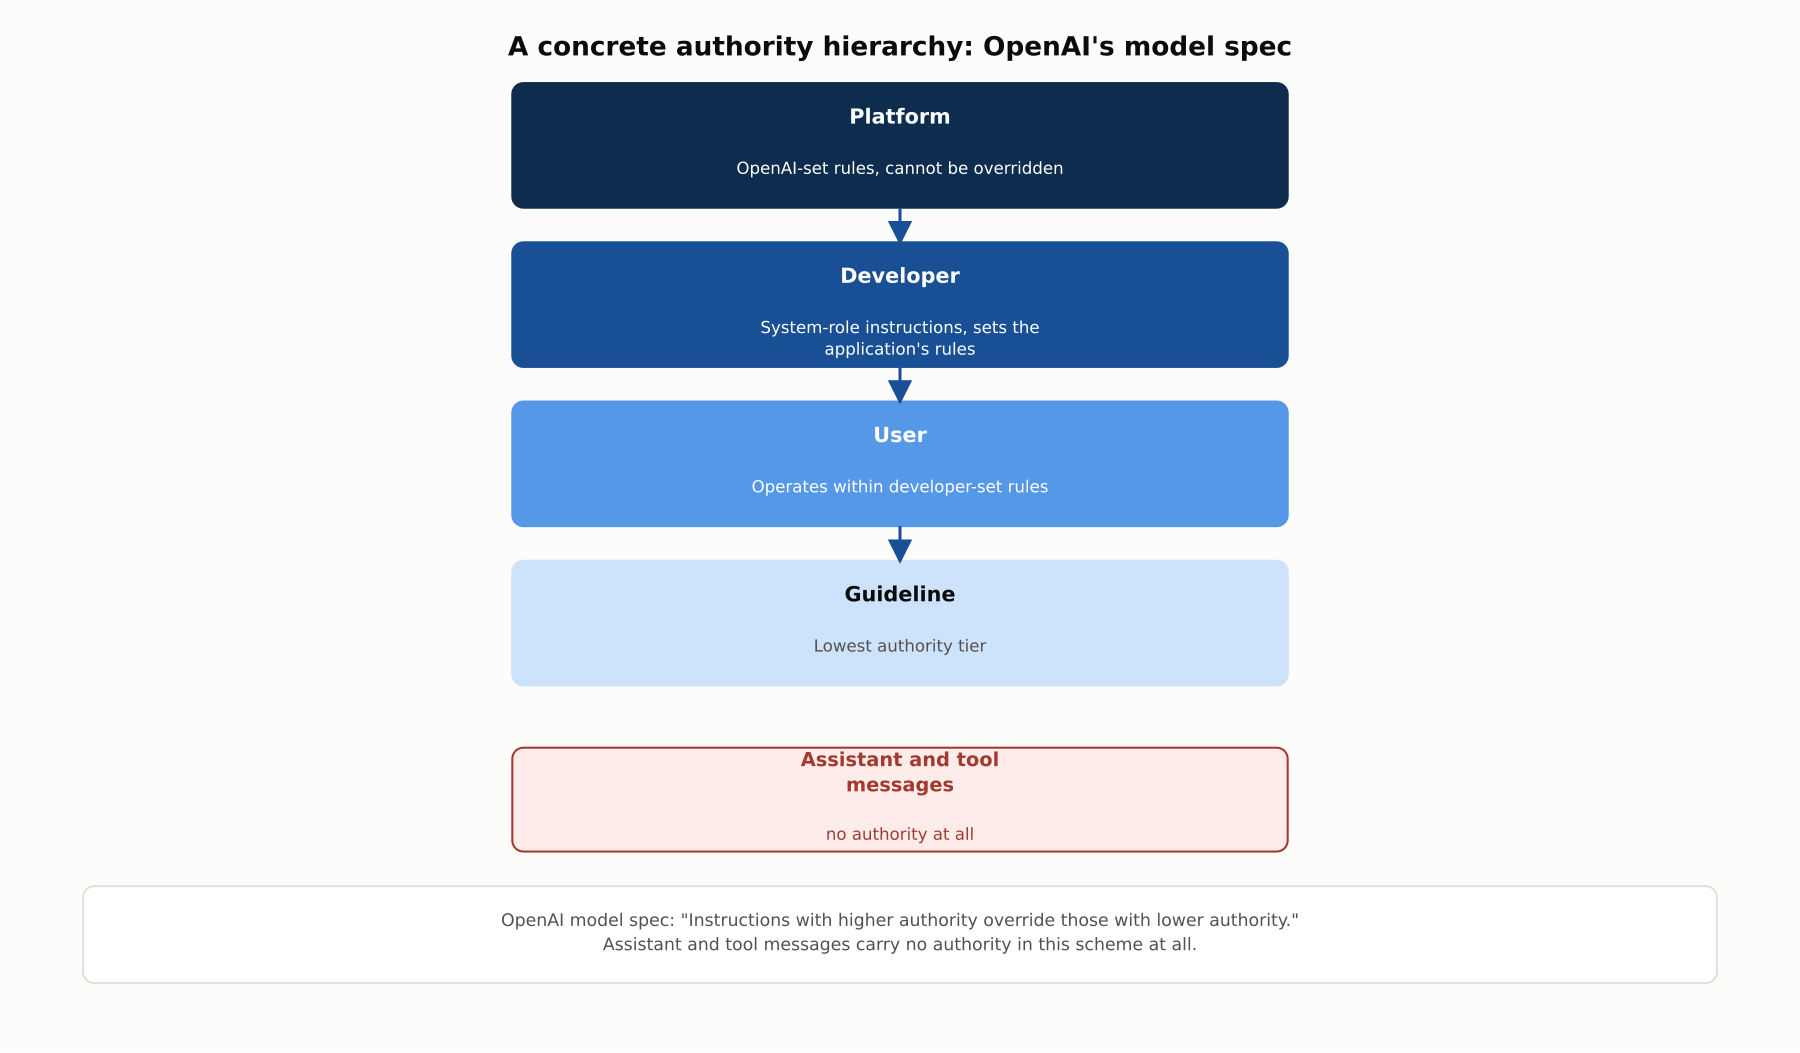 A concrete authority hierarchy: OpenAI's model spec
Platform
OpenAI-set rules, cannot be overridden
Developer
System-role instructions, sets the
application's rules
User
Operates within developer-set rules
Guideline
Lowest authority tier
Assistant and tool
messages
no authority at all
OpenAI model spec: "Instructions with higher authority override those with lower authority."
Assistant and tool messages carry no authority in this scheme at all.